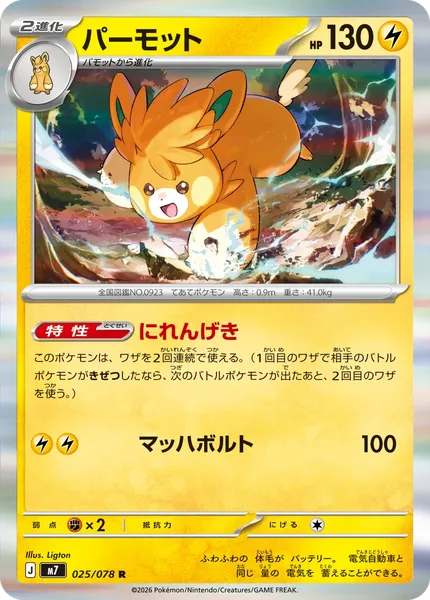 2進化
パーモット
HP 130
パモットから進化
全国図鑑NO.0923 てあてポケモン 高さ:0.9m 重さ:41.0kg
特性 とくせい にれんげき
このポケモンは、ワザを2回連続で使える。(1回目のワザで相手のバトル
ポケモンがきぜつしたなら、次のバトルポケモンが出たあと、2回目のワザ
を使う。)
マッハボルト 100
弱点 ×2 抵抗力 にげる
Illus. Ligton
J m7 025/078 R
ふわふわの 体毛が バッテリー。 電気自動車と
同じ 量の 電気を 蓄えることができる。
©2026 Pokémon/Nintendo/Creatures/GAME FREAK.